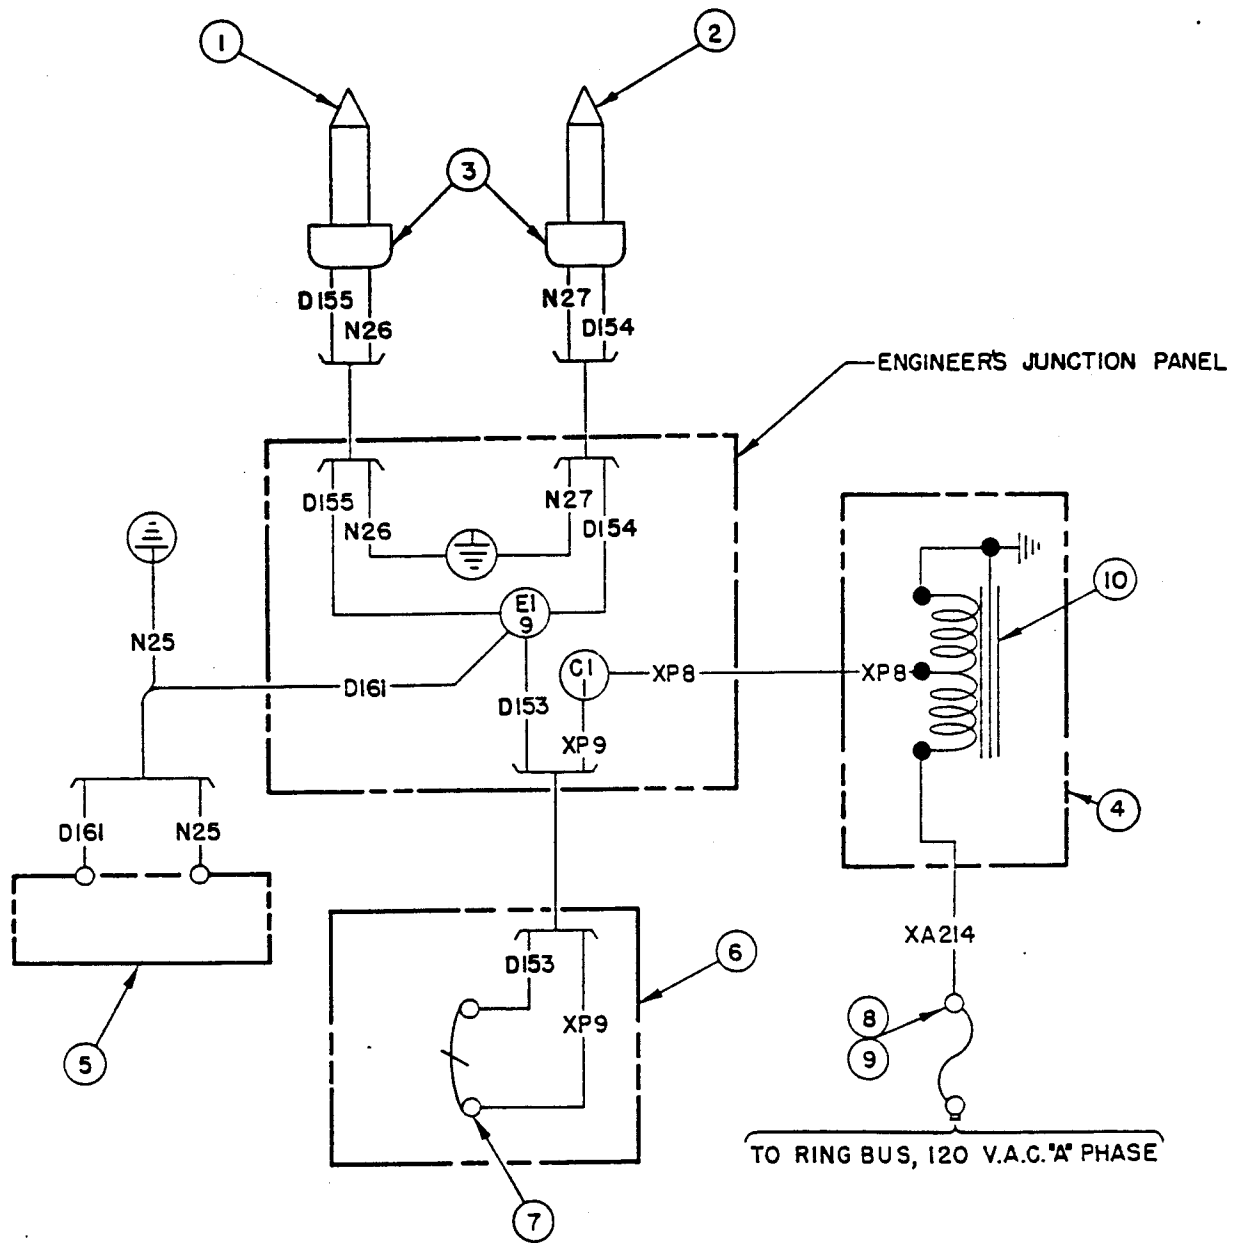 1
2
3
D155
N26
N27
D154
ENGINEER'S JUNCTION PANEL
D155
N26
N27
D154
10
E1
9
N25
C1
XP8
XP8
D161
D153
XP9
4
D161
N25
XA214
6
D153
XP9
8
9
5
7
TO RING BUS, 120 V.A.C. "A" PHASE